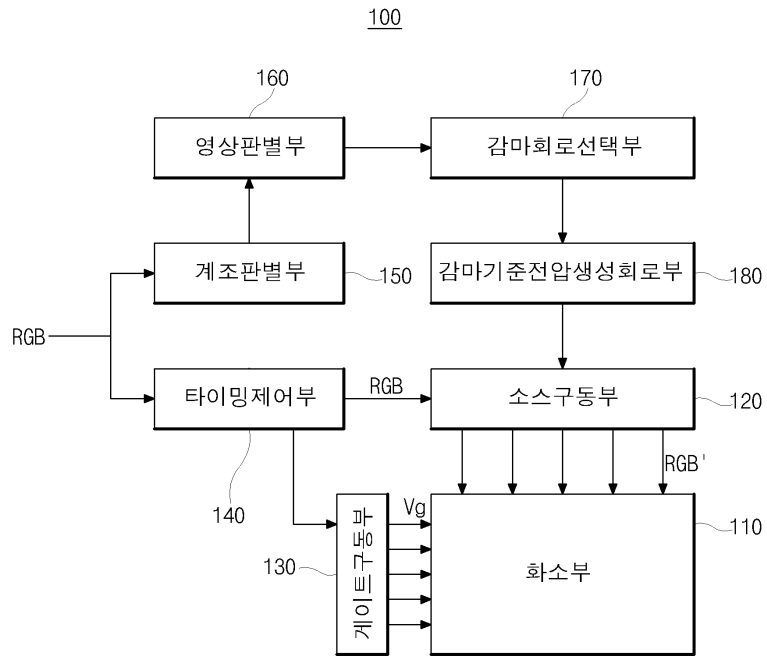 100
160
170
영상판별부
감마회로선택부
계조판별부
150
감마기준전압생성회로부
180
RGB
타이밍제어부
RGB
소스구동부
120
RGB'
140
Vg
110
130
게이트구동부
화소부